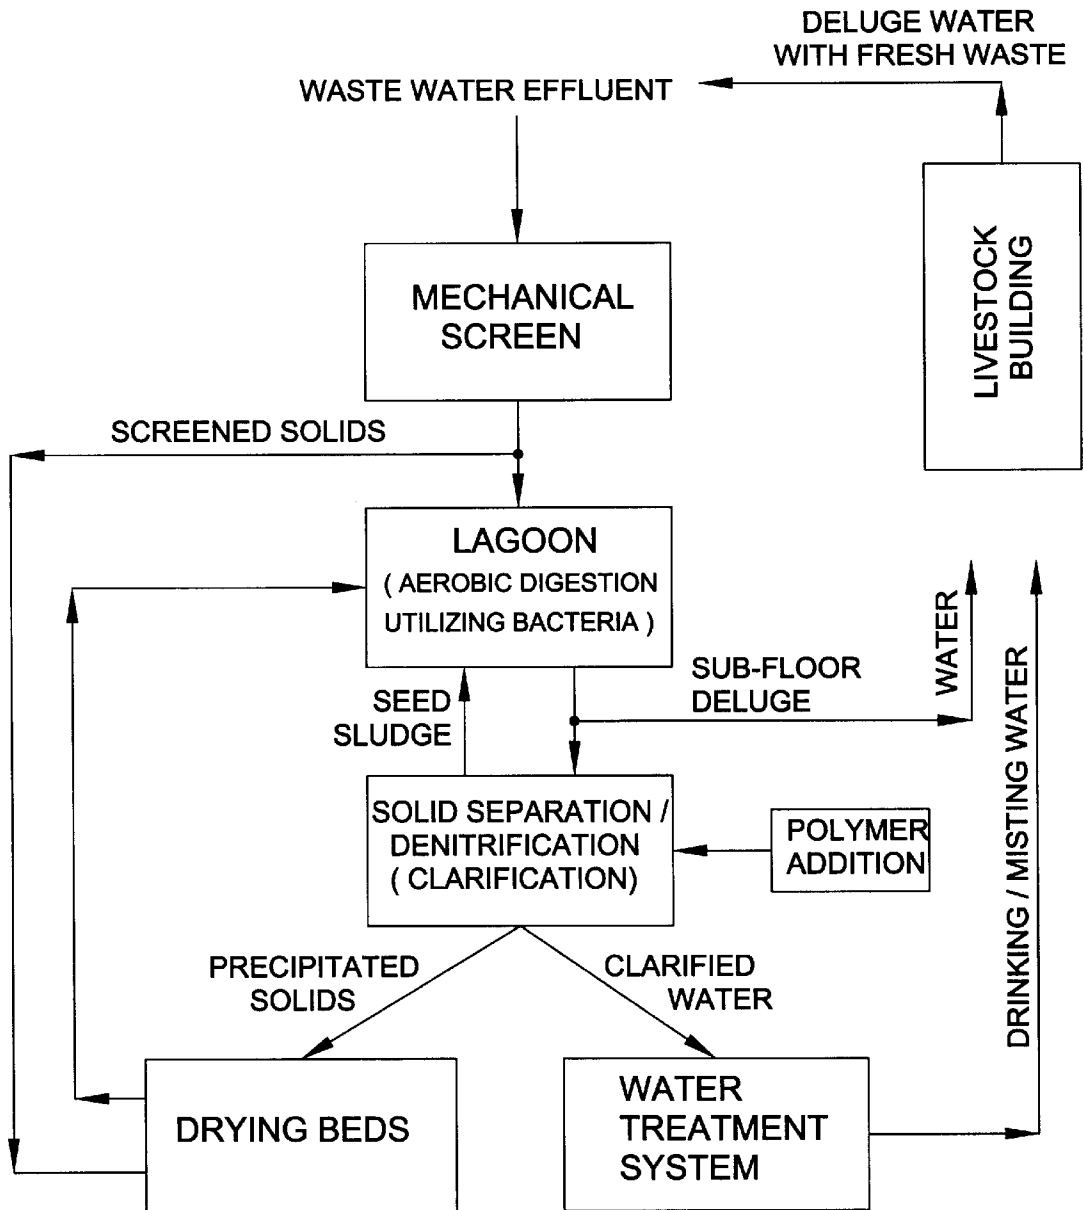 DELUGE WATER
WITH FRESH WASTE
WASTE WATER EFFLUENT
LIVESTOCK
BUILDING
MECHANICAL
SCREEN
SCREENED SOLIDS
LAGOON
( AEROBIC DIGESTION
UTILIZING BACTERIA )
SEED
SLUDGE
SUB-FLOOR
DELUGE
WATER
DRINKING / MISTING WATER
SOLID SEPARATION /
DENITRIFICATION
( CLARIFICATION)
POLYMER
ADDITION
PRECIPITATED
SOLIDS
CLARIFIED
WATER
DRYING BEDS
WATER
TREATMENT
SYSTEM